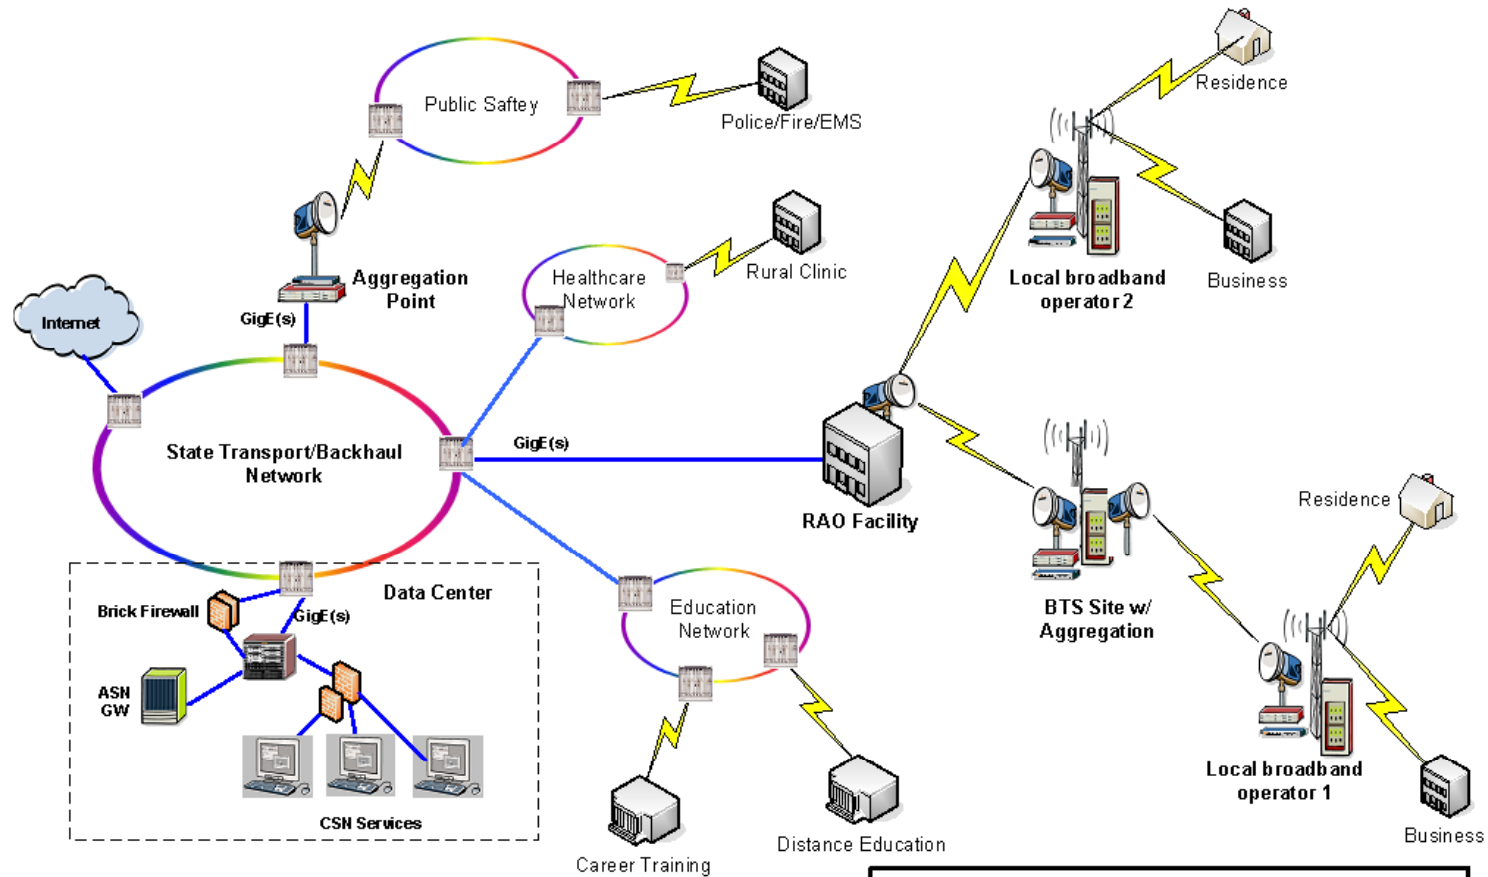 Residence
Public Saftey
Police/Fire/EMS
Rural Clinic
Healthcare
Network
Aggregation
Point
Local broadband
operator 2
Business
GigE(s)
Internet
State Transport/Backhaul
Network
GigE(s)
RAO Facility
Residence
Data Center
Brick Firewall
GigE(s)
Education
Network
BTS Site w/
Aggregation
ASN
GW
Local broadband
operator 1
CSN Services
Business
Distance Education
Career Training